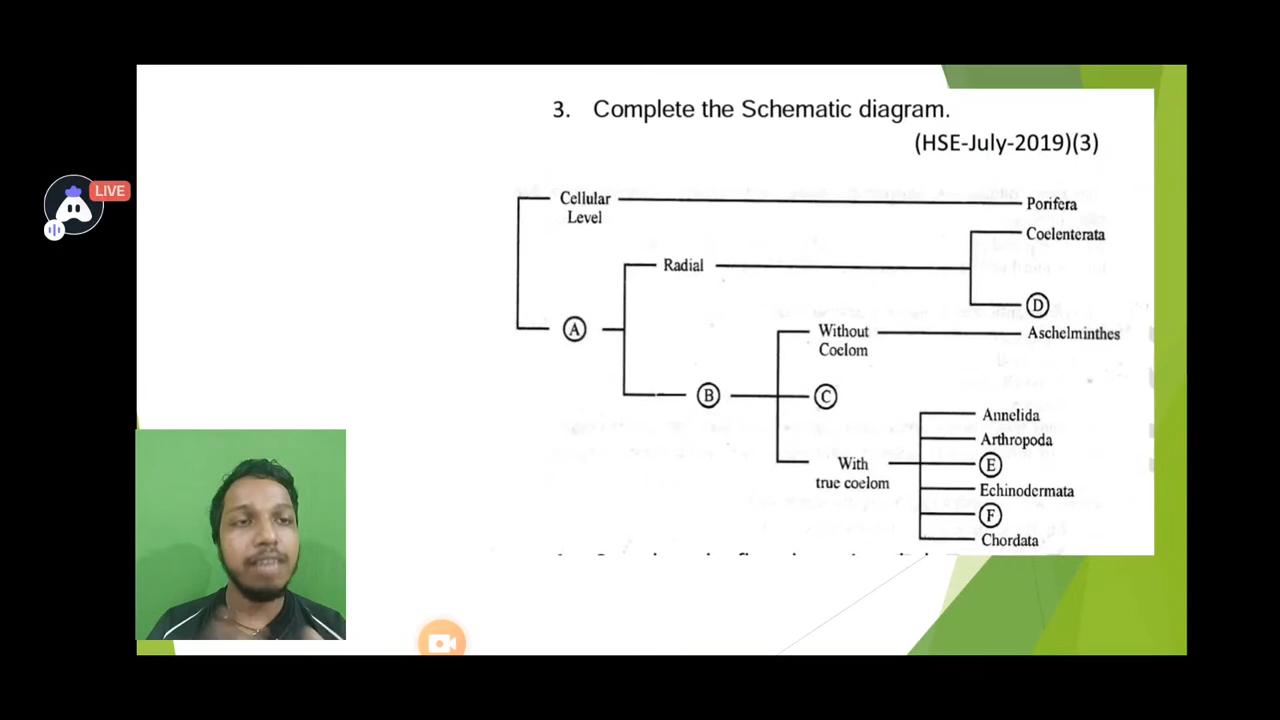 LIVE
3. Complete the Schematic diagram.
(HSE-July-2019)(3)
Cellular
Level
Porifera
Coelenterata
Radial
D
A
Without
Coelom
Aschelminthes
B
C
Annelida
Arthropoda
With
true coelom
E
Echinodermata
F
Chordata